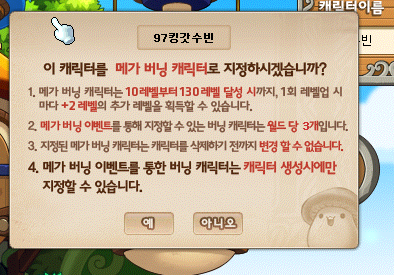 캐릭터이름
97킹갓수빈
빈
이 캐릭터를 메가 버닝 캐릭터로 지정하시겠습니까?
1. 메가 버닝 캐릭터는 10레벨부터 130레벨 달성 시까지, 1회 레벨업 시
마다 +2 레벨의 추가 레벨을 획득할 수 있습니다.
2. 메가 버닝 이벤트를 통해 지정할 수 있는 버닝 캐릭터는 월드 당 3개입니다.
3. 지정된 메가 버닝 캐릭터는 캐릭터를 삭제하기 전까지 변경 할 수 없습니다.
4. 메가 버닝 이벤트를 통한 버닝 캐릭터는 캐릭터 생성시에만
지정할 수 있습니다.
예 아니오